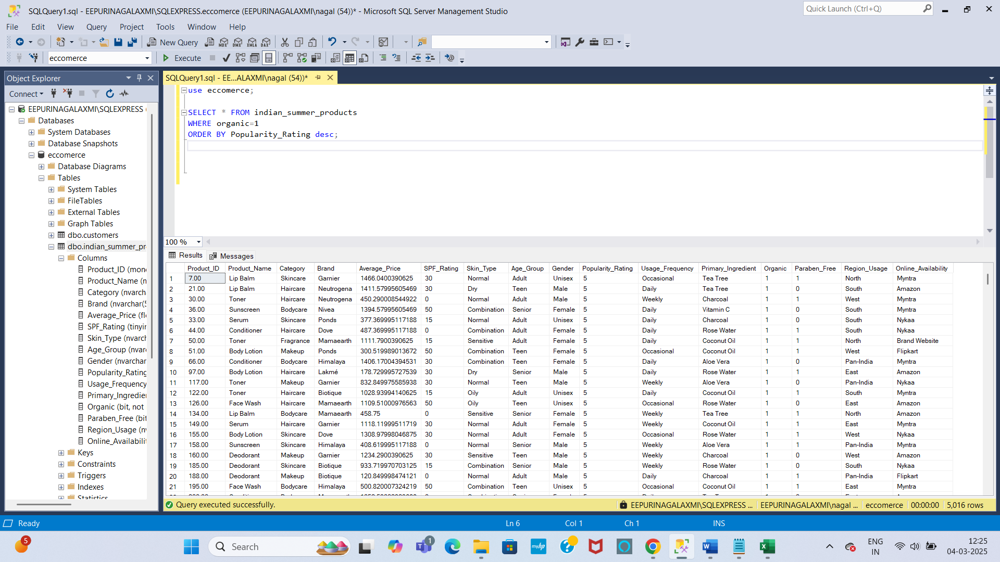 SQLQuery1.sql - EEPURINAGALAXMI\SQLEXPRESS.eccomerce (EEPURINAGALAXMI\nagal (54))* - Microsoft SQL Server Management Studio
Quick Launch (Ctrl+Q)
File Edit View Query Project Tools Window Help
New Query MDX DMX XMLA DAX
eccomerce Execute
Object Explorer
Connect
EEPURINAGALAXMI\SQLEXPRESS (
Databases
System Databases
Database Snapshots
eccomerce
Database Diagrams
Tables
System Tables
FileTables
External Tables
Graph Tables
dbo.customers
dbo.indian_summer_pr
Columns
Product_ID (mon
Product_Name (n
Category (nvarch
Brand (nvarchar(5
Average_Price (fl
SPF_Rating (tinyin
Skin_Type (nvarch
Age_Group (nvar
Gender (nvarchar
Popularity_Rating
Usage_Frequency
Primary_Ingredie
Organic (bit, not
Paraben_Free (bit
Region_Usage (n
Online_Availabili
Keys
Constraints
Triggers
Indexes
Statistics
SQLQuery1.sql - EE...ALAXMI\nagal (54))*
use eccomerce;
SELECT * FROM indian_summer_products
WHERE organic=1
ORDER BY Popularity_Rating desc;
100 %
Results Messages
Product_ID Product_Name Category Brand Average_Price SPF_Rating Skin_Type Age_Group Gender Popularity_Rating Usage_Frequency Primary_Ingredient Organic Paraben_Free Region_Usage Online_Availability
1 7.00 Lip Balm Skincare Garnier 1466.0400390625 30 Normal Adult Unisex 5 Occasional Tea Tree 1 1 North Myntra
2 21.00 Lip Balm Haircare Neutrogena 1411.57995605469 30 Dry Teen Male 5 Daily Tea Tree 1 0 South Amazon
3 30.00 Toner Haircare Neutrogena 450.290008544922 0 Normal Adult Male 5 Weekly Charcoal 1 1 West Myntra
4 36.00 Sunscreen Bodycare Nivea 1394.57995605469 50 Combination Senior Female 5 Daily Vitamin C 1 0 South Myntra
5 33.00 Serum Skincare Ponds 377.369995117188 15 Normal Adult Unisex 5 Daily Charcoal 1 0 South Nykaa
6 44.00 Conditioner Haircare Dove 487.369995117188 0 Combination Adult Female 5 Daily Rose Water 1 1 South Nykaa
7 50.00 Toner Fragrance Mamaearth 1111.7900390625 15 Sensitive Adult Female 5 Daily Coconut Oil 1 1 North Brand Website
8 51.00 Body Lotion Makeup Ponds 300.519989013672 50 Combination Teen Female 5 Occasional Coconut Oil 1 1 West Flipkart
9 66.00 Conditioner Bodycare Himalaya 1406.17004394531 30 Combination Teen Female 5 Daily Aloe Vera 1 0 Pan-India Myntra
10 97.00 Body Lotion Haircare Lakmé 178.729995727539 30 Dry Senior Male 5 Daily Rose Water 1 1 East Amazon
11 117.00 Toner Makeup Garnier 832.849975585938 30 Normal Teen Male 5 Weekly Aloe Vera 1 0 Pan-India Nykaa
12 122.00 Toner Haircare Biotique 1028.93994140625 15 Oily Adult Unisex 5 Daily Coconut Oil 1 1 South Myntra
13 126.00 Face Wash Haircare Mamaearth 1109.51000976563 50 Oily Teen Unisex 5 Occasional Rose Water 1 0 East Amazon
14 134.00 Lip Balm Bodycare Mamaearth 458.75 0 Sensitive Senior Female 5 Weekly Tea Tree 1 1 North Amazon
15 149.00 Serum Haircare Garnier 1118.11999511719 30 Normal Adult Female 5 Weekly Coconut Oil 1 1 East Myntra
16 155.00 Body Lotion Skincare Dove 1308.97998046875 30 Normal Adult Female 5 Occasional Rose Water 1 1 West Nykaa
17 158.00 Sunscreen Skincare Himalaya 408.619995117188 0 Normal Senior Male 5 Weekly Aloe Vera 1 1 Pan-India Myntra
18 160.00 Deodorant Makeup Garnier 1234.2900390625 30 Sensitive Teen Male 5 Weekly Charcoal 1 0 West Amazon
19 185.00 Deodorant Skincare Biotique 933.719970703125 15 Combination Senior Male 5 Weekly Rose Water 1 0 South Nykaa
20 188.00 Deodorant Makeup Biotique 120.849998474121 0 Normal Adult Male 5 Daily Charcoal 1 1 Pan-India Flipkart
21 195.00 Face Wash Bodycare Himalaya 500.820007324219 50 Combination Teen Unisex 5 Occasional Coconut Oil 1 1 East Myntra
Query executed successfully. EEPURINAGALAXMI\SQLEXPRESS ... EEPURINAGALAXMI\nagal ... eccomerce 00:00:00 5,016 rows
Ready Ln 6 Col 1 Ch 1 INS
5 Search 1 myhp ENG IN 12:25 04-03-2025